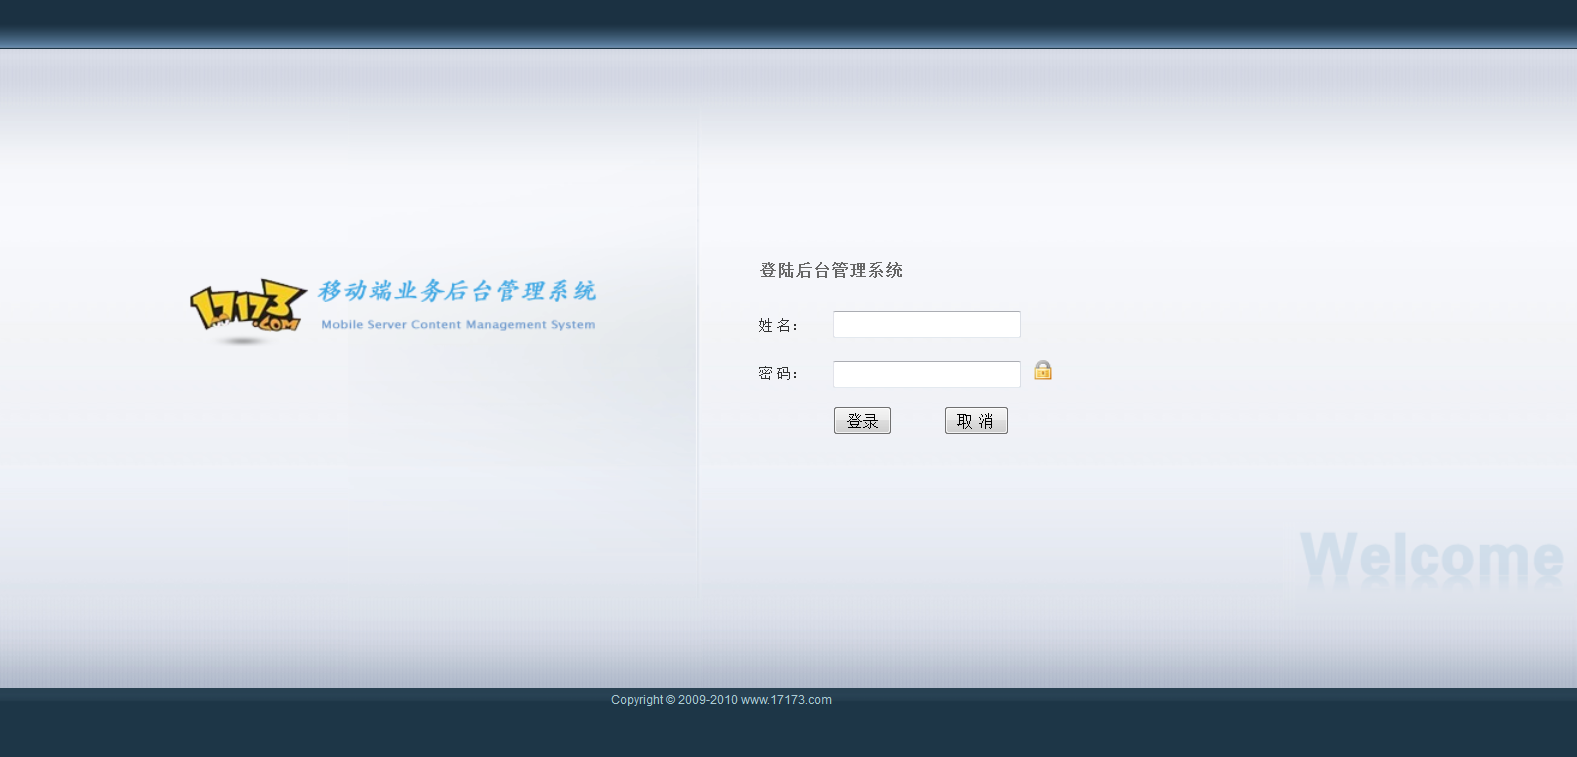 17173
.COM
移动端业务后台管理系统
Mobile Server Content Management System
登陆后台管理系统
姓 名：
密 码：
登录
取 消
Welcome
Copyright © 2009-2010 www.17173.com